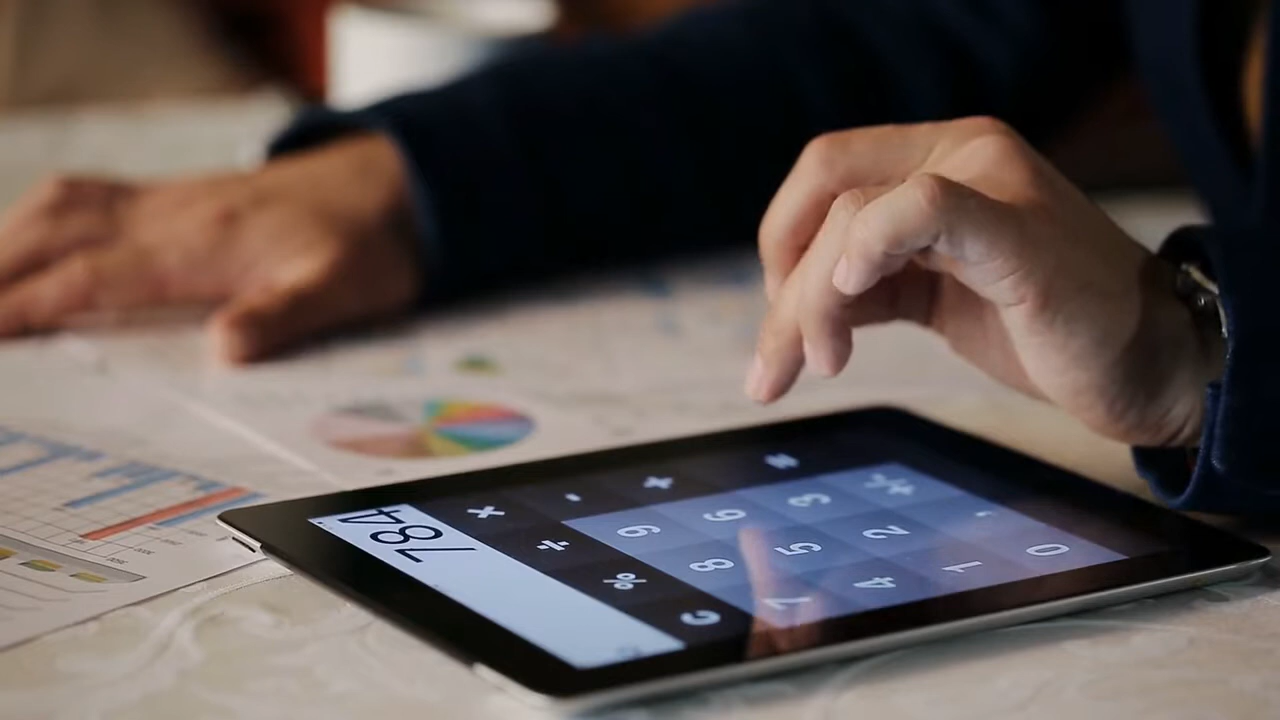 784
C % ÷ ×
7 8 9 -
4 5 6 +
1 2 3 =
0 . +/-